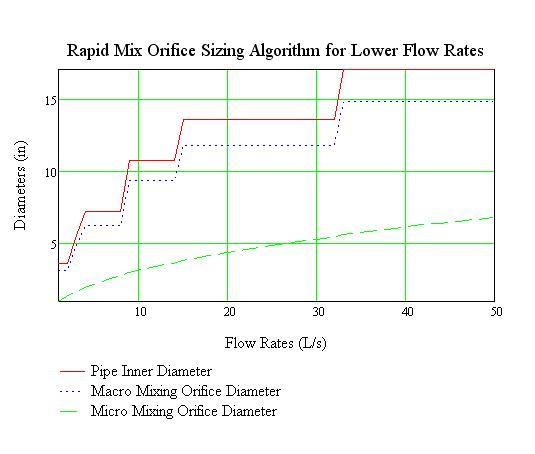 Rapid Mix Orifice Sizing Algorithm for Lower Flow Rates
Diameters (in)
15
10
5
10 20 30 40 50
Flow Rates (L/s)
Pipe Inner Diameter
Macro Mixing Orifice Diameter
Micro Mixing Orifice Diameter